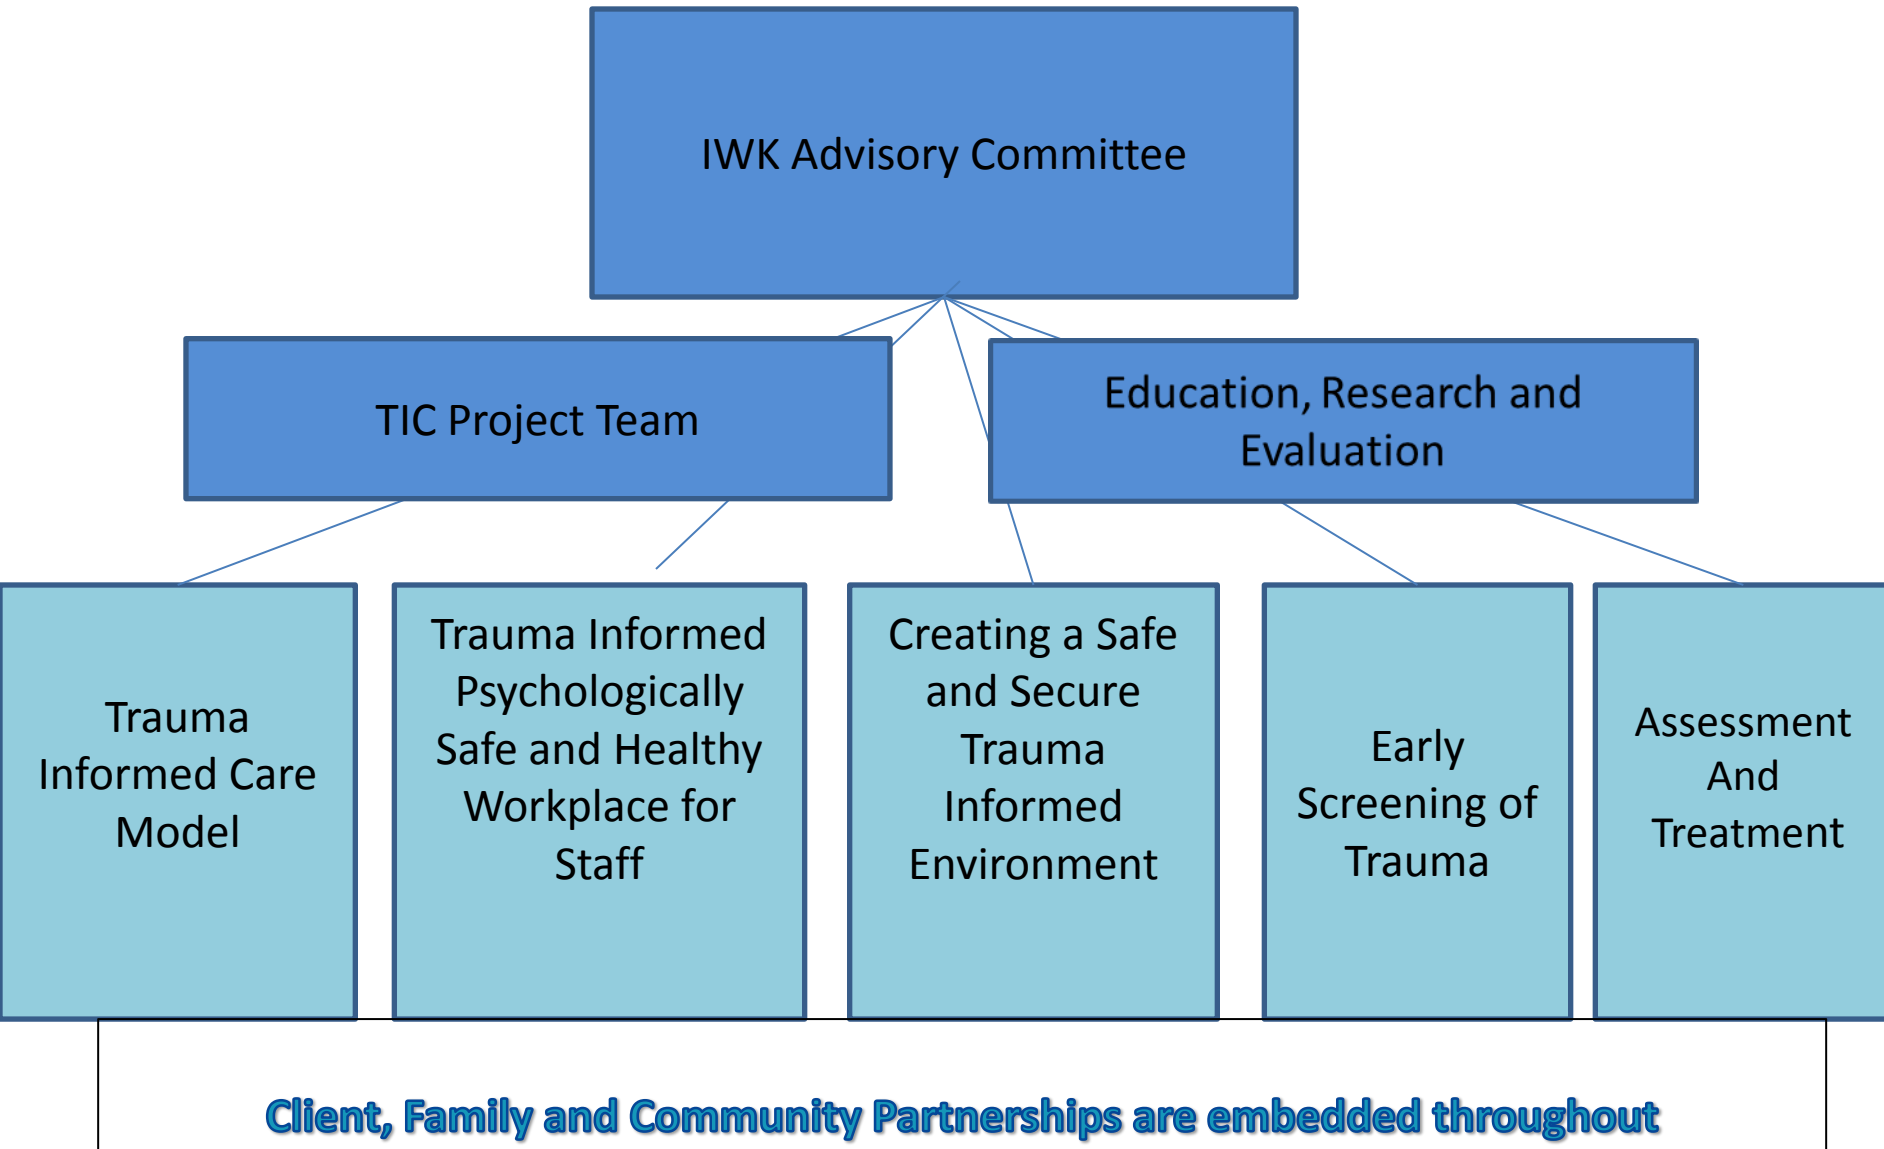 IWK Advisory Committee
TIC Project Team
Education, Research and
Evaluation
Trauma
Informed Care
Model
Trauma Informed
Psychologically
Safe and Healthy
Workplace for
Staff
Creating a Safe
and Secure
Trauma
Informed
Environment
Early
Screening of
Trauma
Assessment
And
Treatment
Client, Family and Community Partnerships are embedded throughout